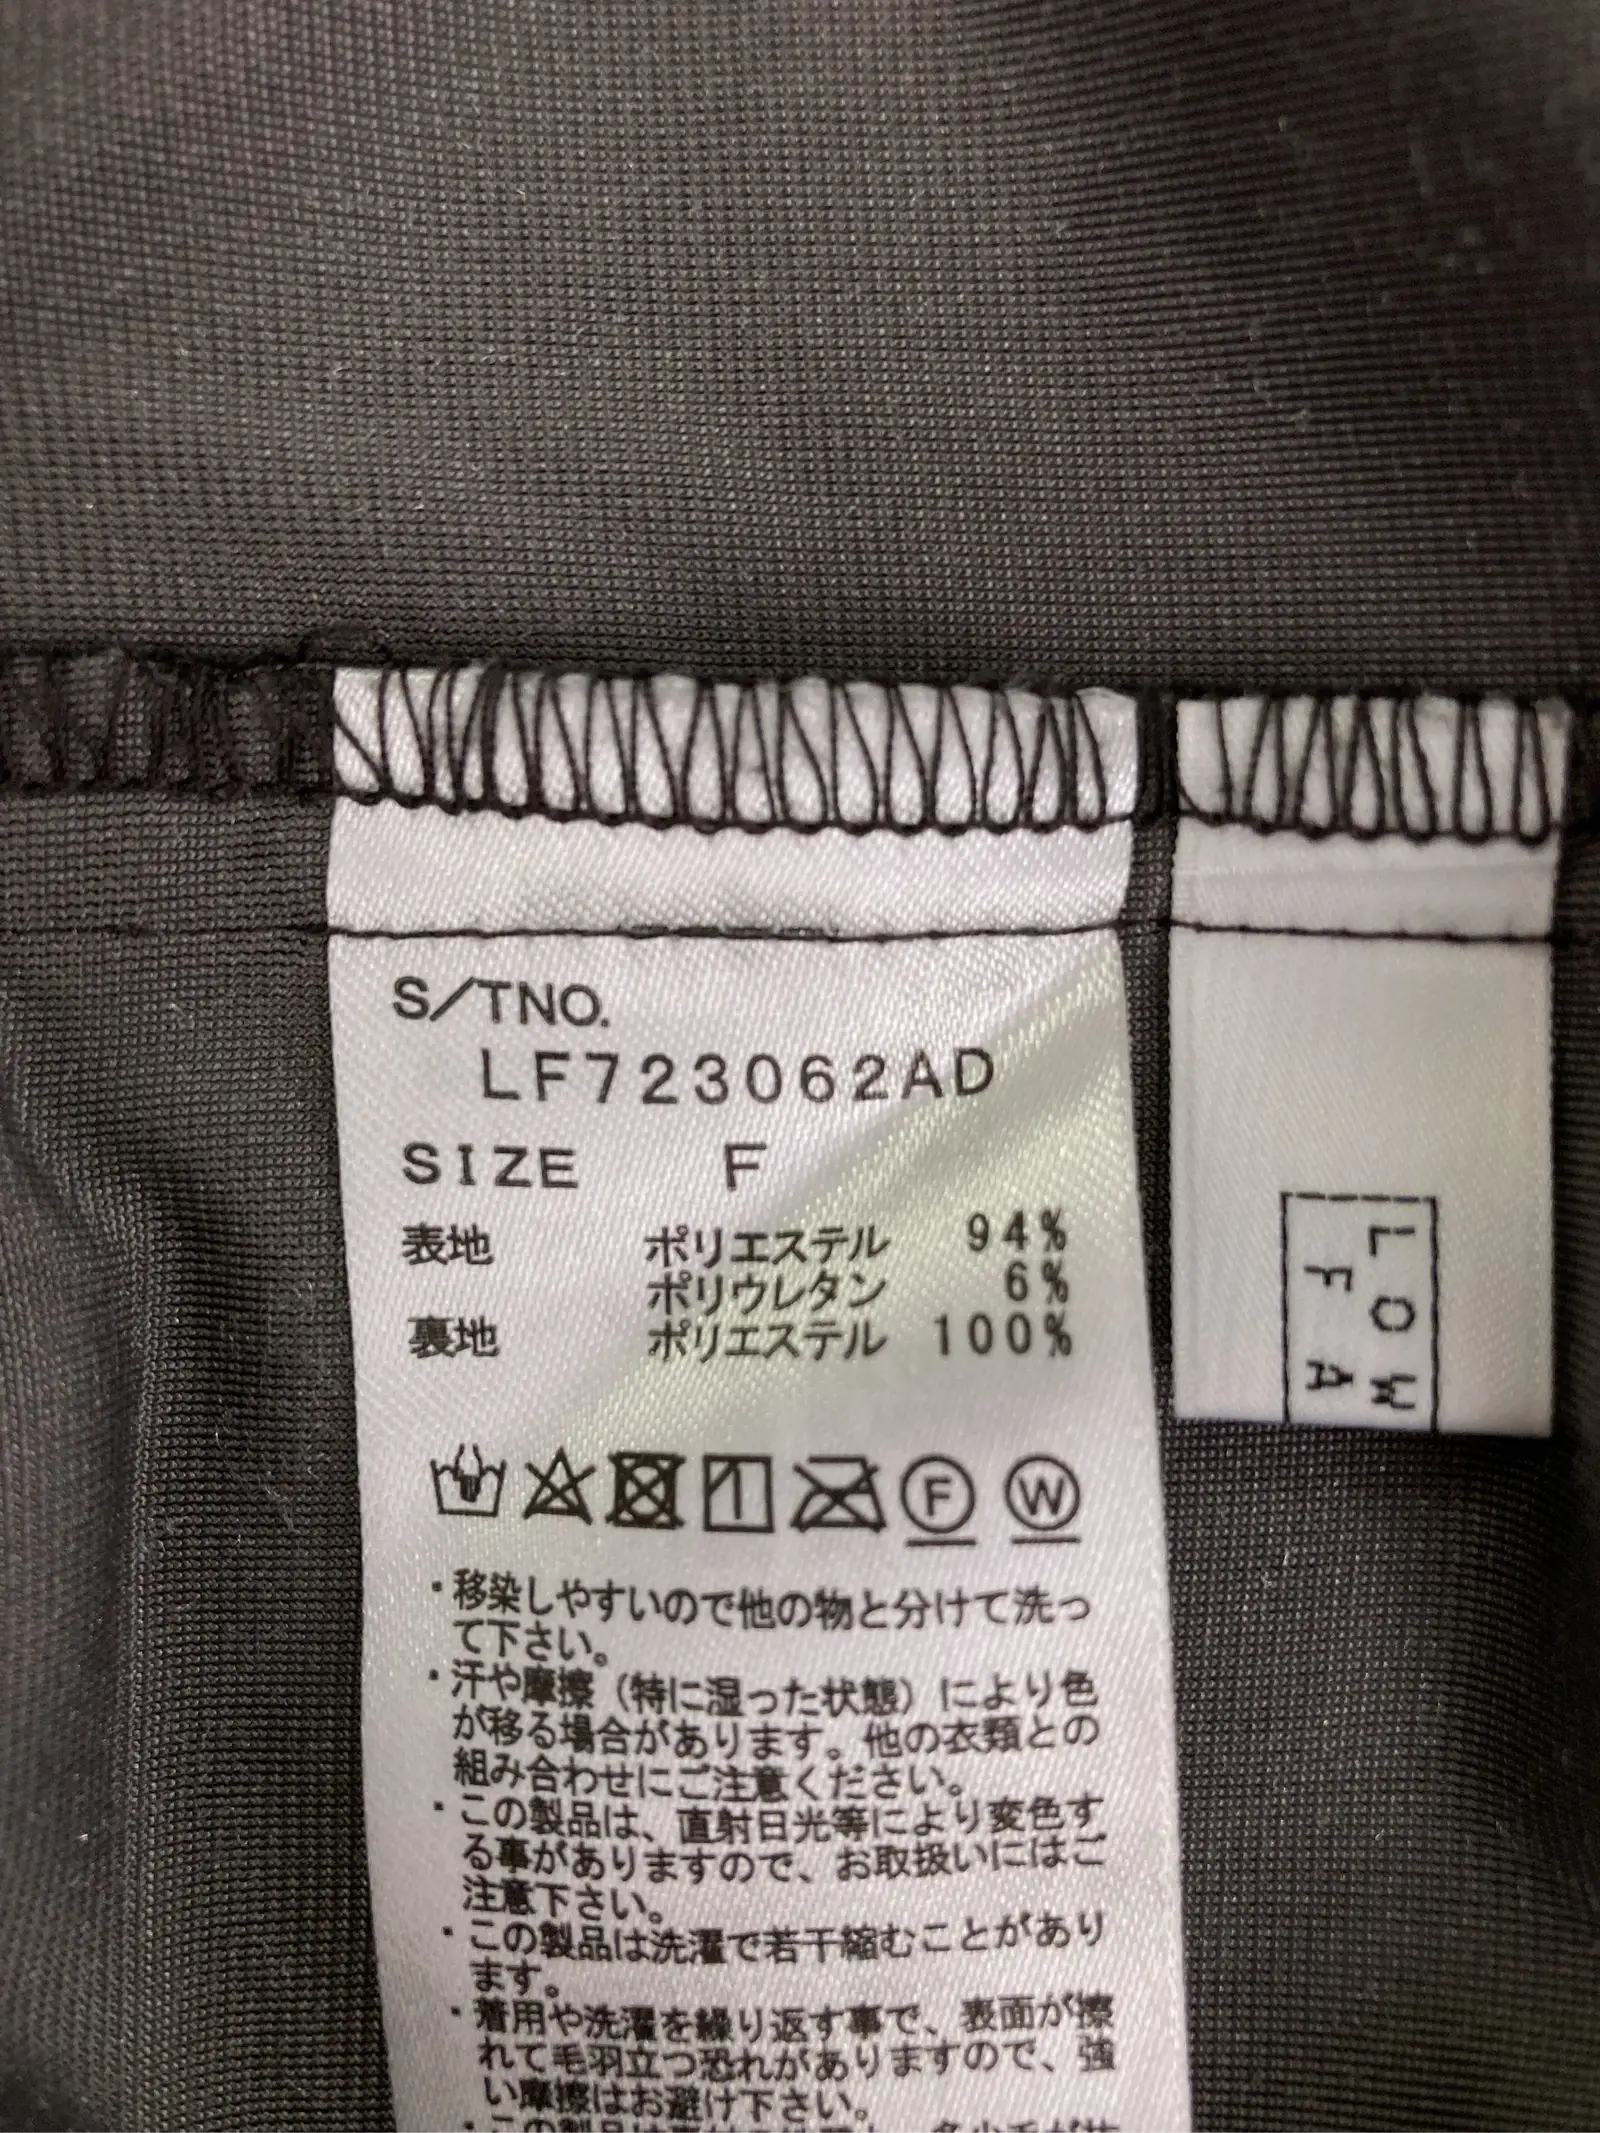 S/TNO.
LF723062AD
SIZE F
表地 ポリエステル 94%
ポリウレタン 6%
裏地 ポリエステル 100%
F W
・移染しやすいので他の物と分けて洗っ
て下さい。
・汗や摩擦（特に湿った状態）により色
が移る場合があります。他の衣類との
組み合わせにご注意ください。
・この製品は、直射日光等により変色す
る事がありますので、お取扱いにはご
注意下さい。
・この製品は洗濯で若干縮むことがあり
ます。
・着用や洗濯を繰り返す事で、表面が擦
れて毛羽立つ恐れがありますので、強
い摩擦はお避け下さい。
・この製品は
LOW
FA